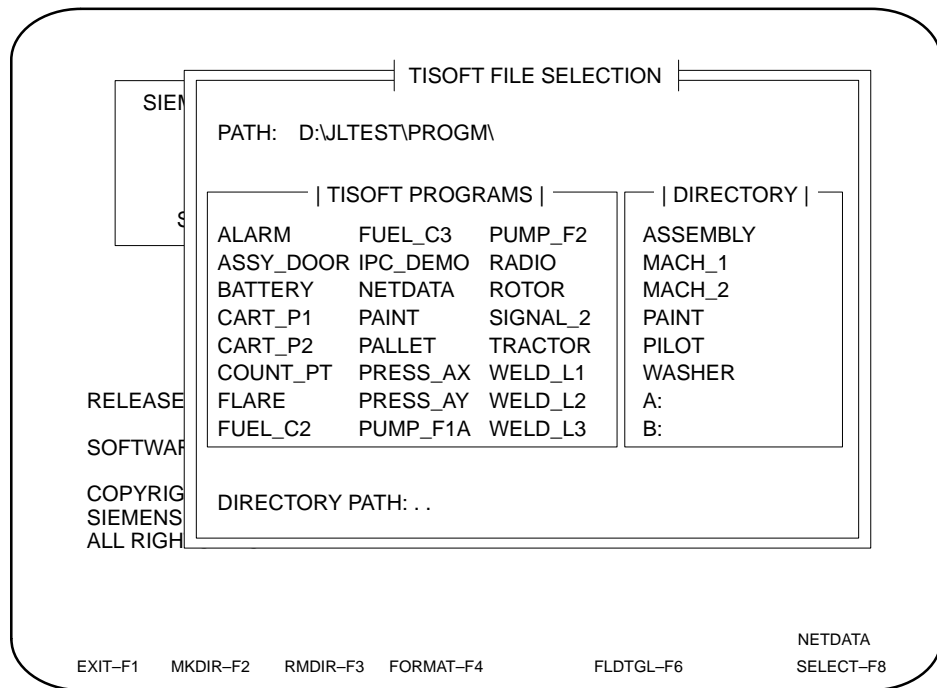 TISOFT FILE SELECTION
SIEM
PATH: D:\JLTEST\PROGM\
| TISOFT PROGRAMS | | DIRECTORY |
S
ALARM FUEL_C3 PUMP_F2 ASSEMBLY
ASSY_DOOR IPC_DEMO RADIO MACH_1
BATTERY NETDATA ROTOR MACH_2
CART_P1 PAINT SIGNAL_2 PAINT
CART_P2 PALLET TRACTOR PILOT
COUNT_PT PRESS_AX WELD_L1 WASHER
RELEASE FLARE PRESS_AY WELD_L2 A:
FUEL_C2 PUMP_F1A WELD_L3 B:
SOFTWAR
COPYRIG
DIRECTORY PATH: . .
SIEMENS
ALL RIGH
NETDATA
EXIT–F1 MKDIR–F2 RMDIR–F3 FORMAT–F4 FLDTGL–F6 SELECT–F8